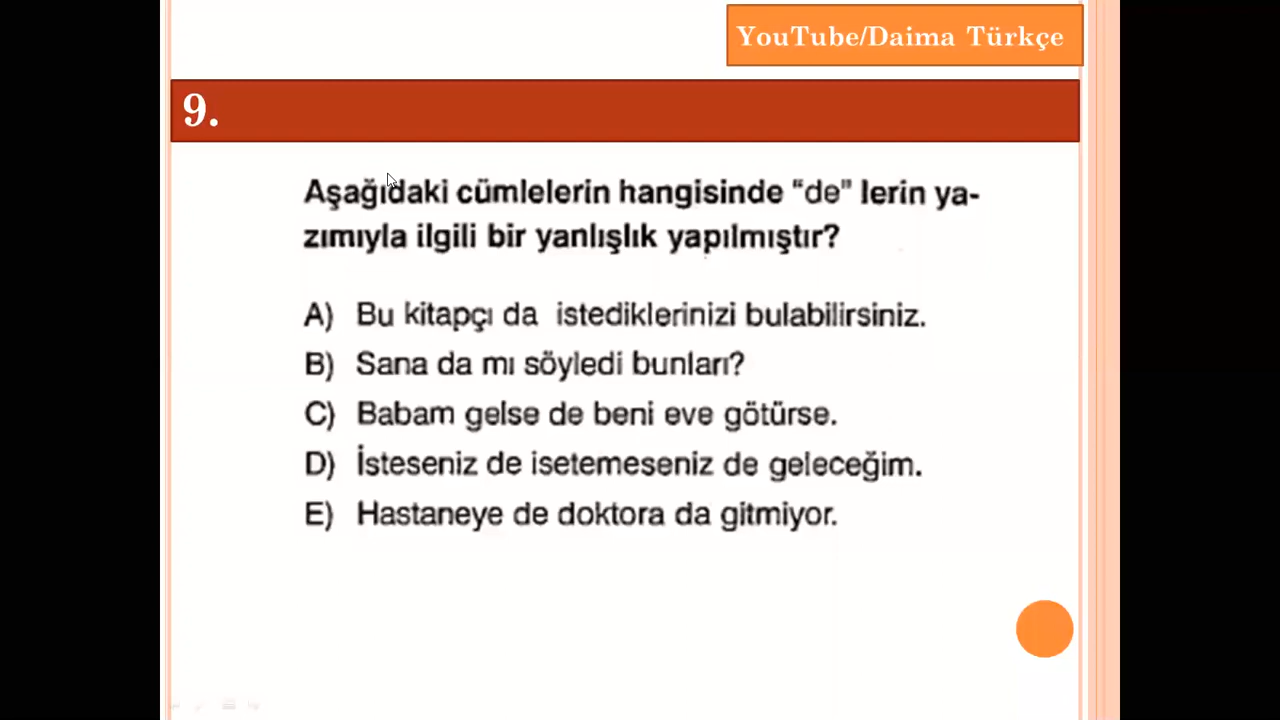 YouTube/Daima Türkçe
9.
Aşağıdaki cümlelerin hangisinde “de” lerin ya-
zımıyla ilgili bir yanlışlık yapılmıştır?
A) Bu kitapçı da istediklerinizi bulabilirsiniz.
B) Sana da mı söyledi bunları?
C) Babam gelse de beni eve götürse.
D) İsteseniz de isetemeseniz de geleceğim.
E) Hastaneye de doktora da gitmiyor.